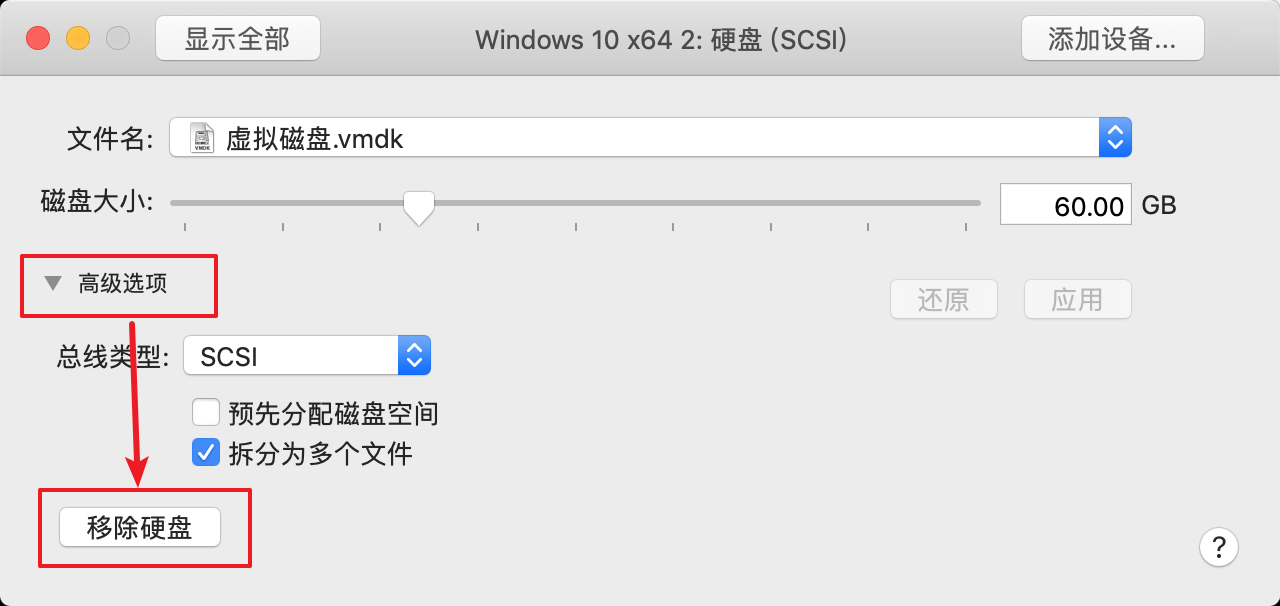 显示全部
Windows 10 x64 2: 硬盘 (SCSI)
添加设备...
文件名:
VMDK
虚拟磁盘.vmdk
磁盘大小:
60.00 GB
高级选项
还原
应用
总线类型:
SCSI
预先分配磁盘空间
拆分为多个文件
移除硬盘
?